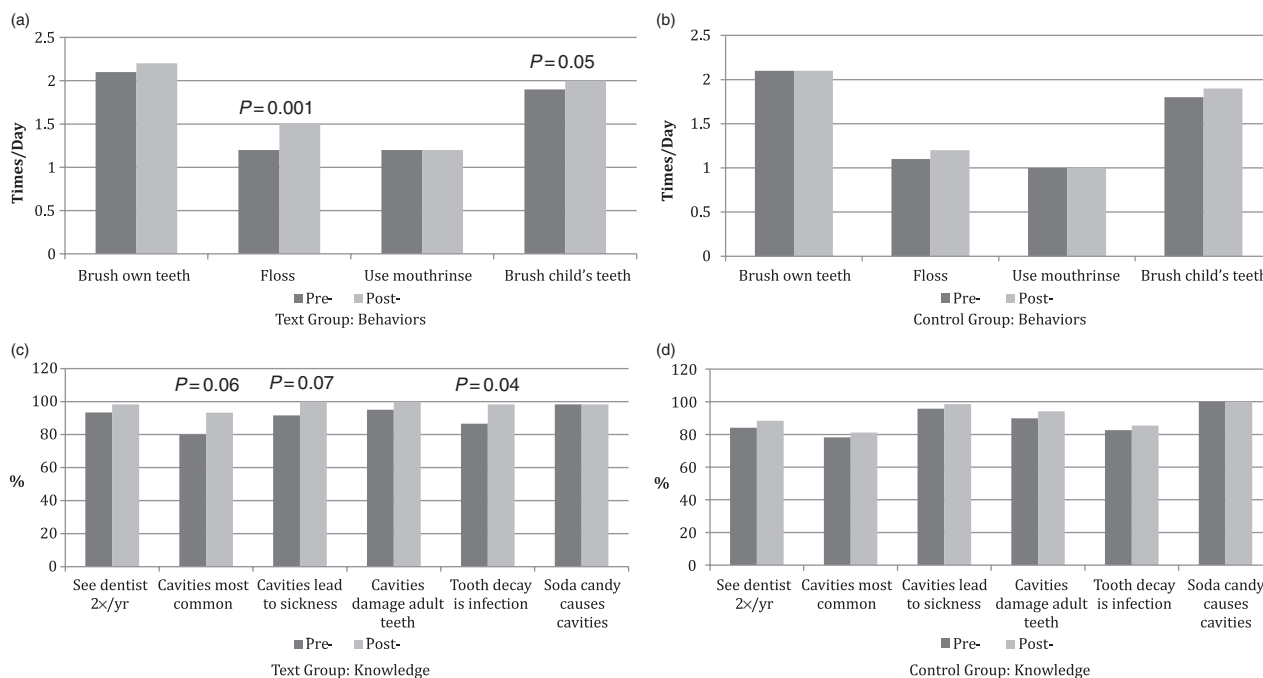 (a)
2.5
2
1.5
1
0.5
0
Times/Day
P = 0.001
P = 0.05
Brush own teeth Floss Use mouthrinse Brush child's teeth
Pre- Post-
Text Group: Behaviors
(b)
2.5
2
1.5
1
0.5
0
Times/Day
Brush own teeth Floss Use mouthrinse Brush child's teeth
Pre- Post-
Control Group: Behaviors
(c)
120
100
80
60
40
20
0
%
P = 0.06 P = 0.07 P = 0.04
See dentist Cavities most Cavities lead Cavities Tooth decay Soda candy
2×/yr common to sickness damage adult is infection causes
teeth cavities
Pre- Post-
Text Group: Knowledge
(d)
120
100
80
60
40
20
0
%
See dentist Cavities most Cavities lead Cavities Tooth decay Soda candy
2×/yr common to sickness damage adult is infection causes
teeth cavities
Pre- Post-
Control Group: Knowledge